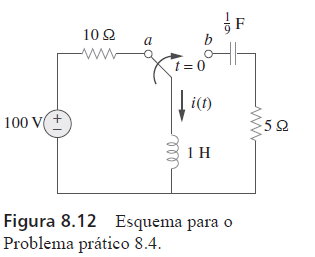 1/9 F
10 Ω
a
b
t = 0
i(t)
100 V
+
−
5 Ω
1 H
Figura 8.12 Esquema para o
Problema prático 8.4.